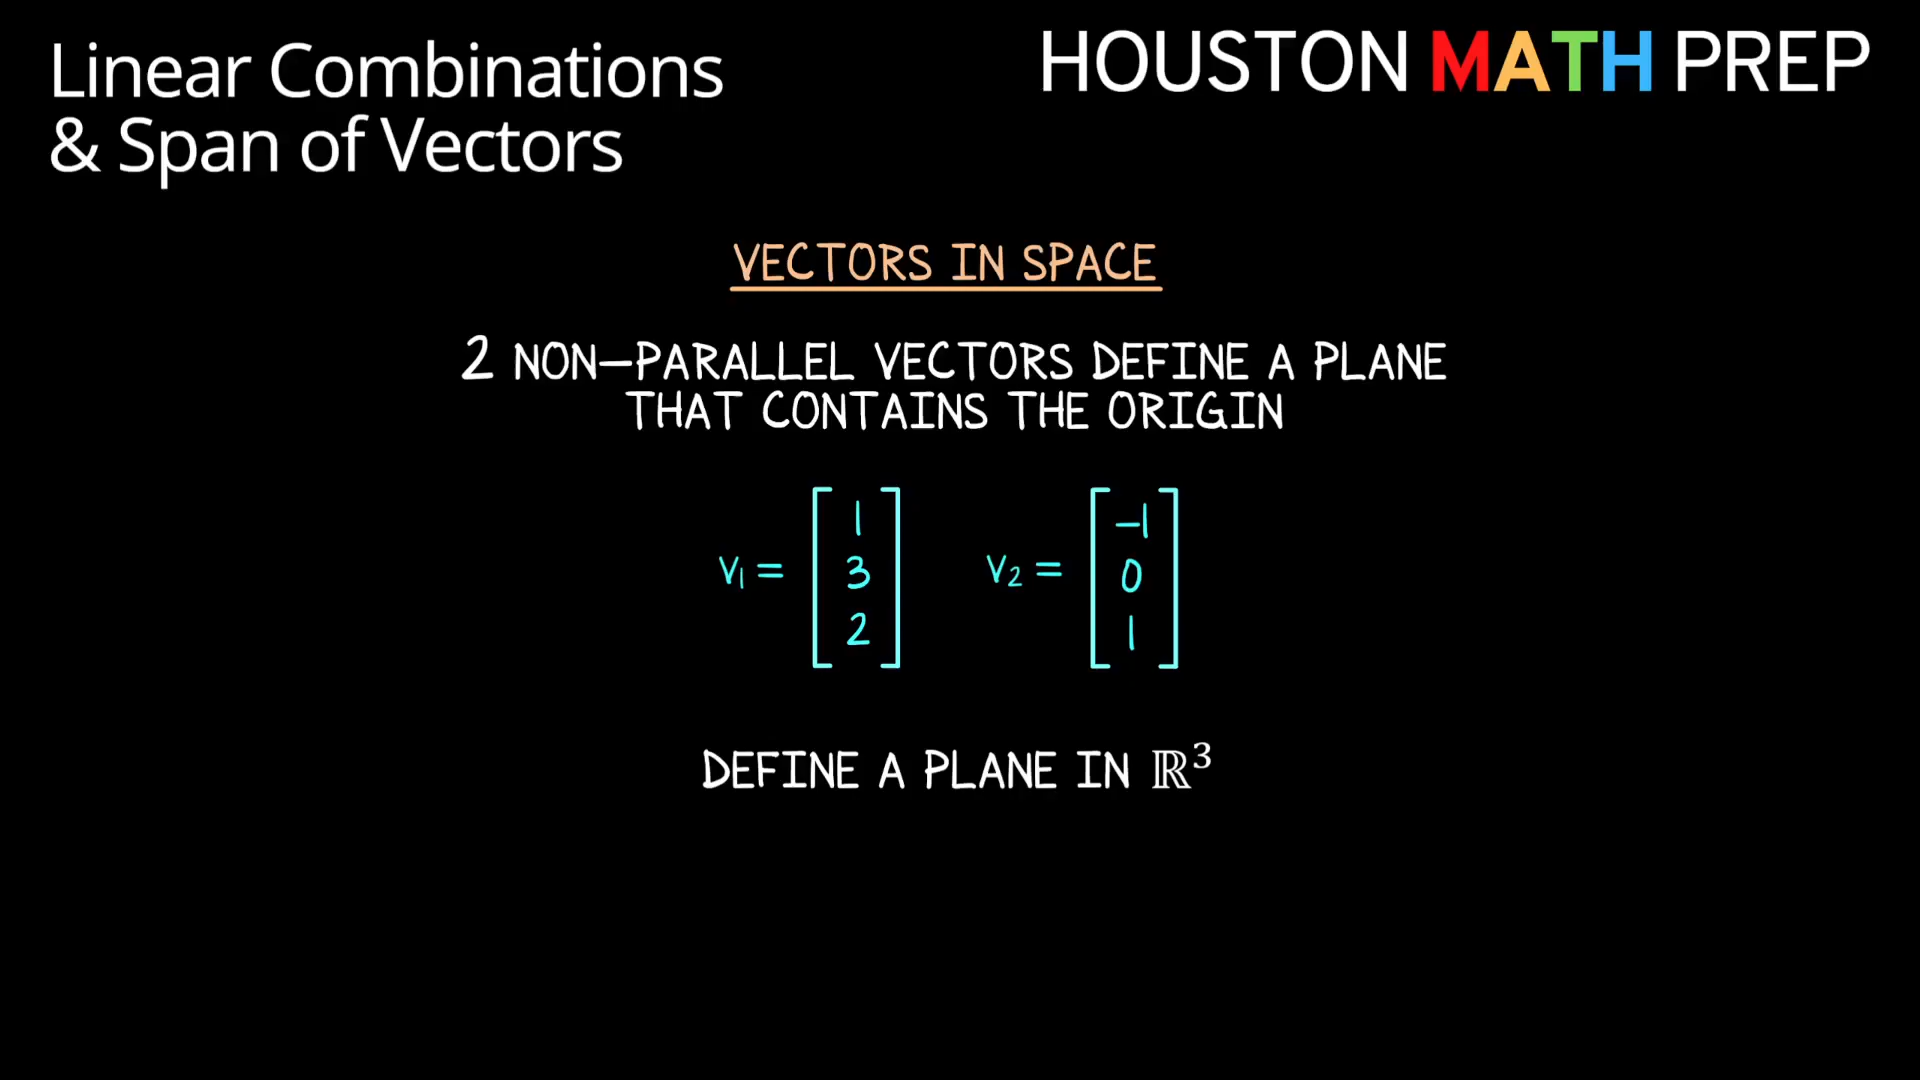 Linear Combinations
& Span of Vectors
HOUSTON MATH PREP
VECTORS IN SPACE
2 NON-PARALLEL VECTORS DEFINE A PLANE
THAT CONTAINS THE ORIGIN
V₁ = [1 3 2] V₂ = [-1 0 1]
DEFINE A PLANE IN ℝ³